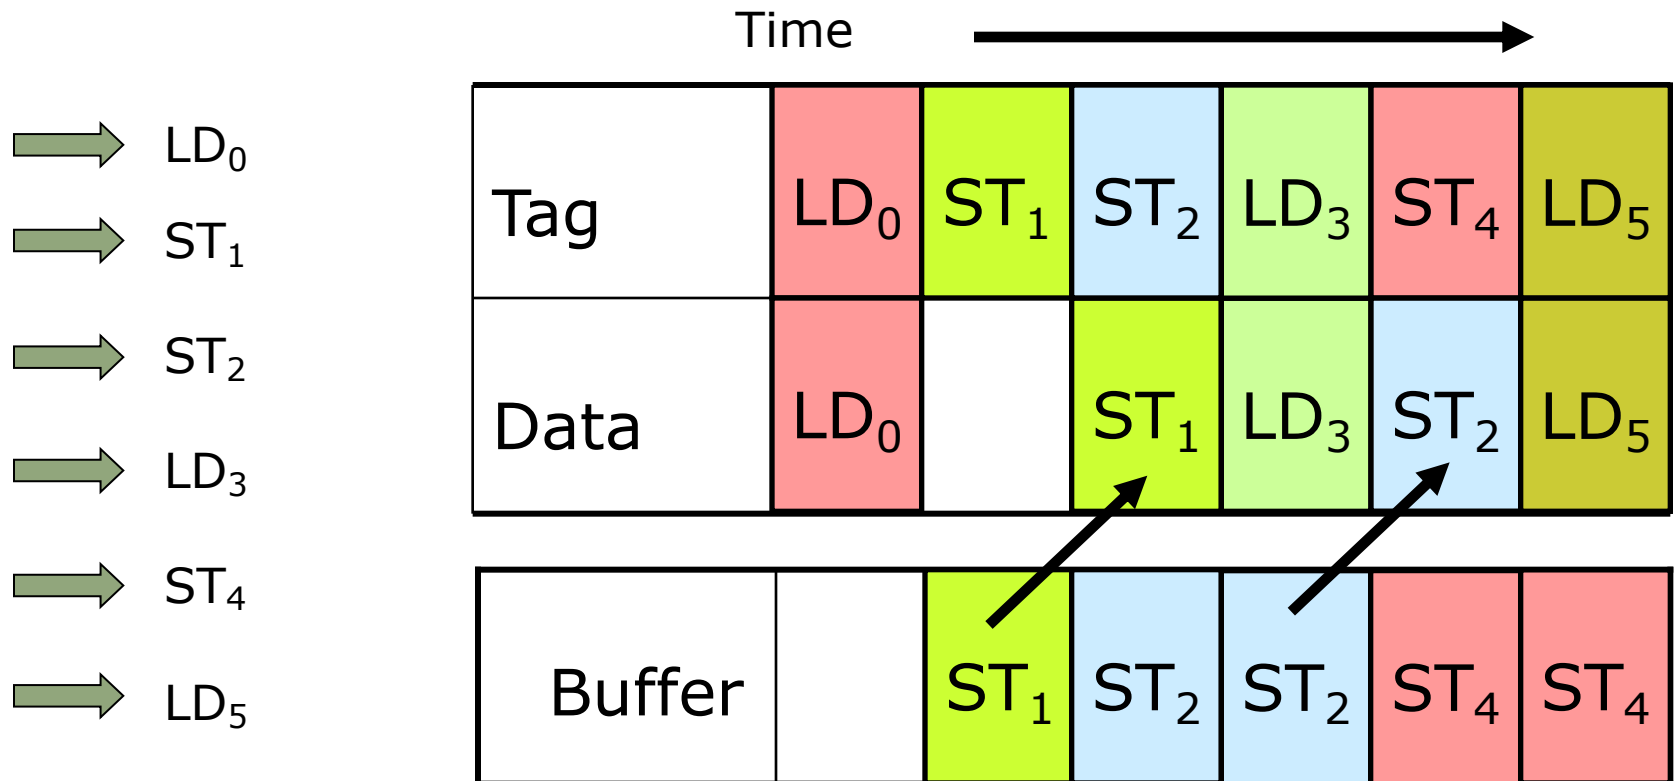 Time
LD₀
ST₁
ST₂
LD₃
ST₄
LD₅
Tag LD₀ ST₁ ST₂ LD₃ ST₄ LD₅
Data LD₀ ST₁ LD₃ ST₂ LD₅
Buffer ST₁ ST₂ ST₂ ST₄ ST₄